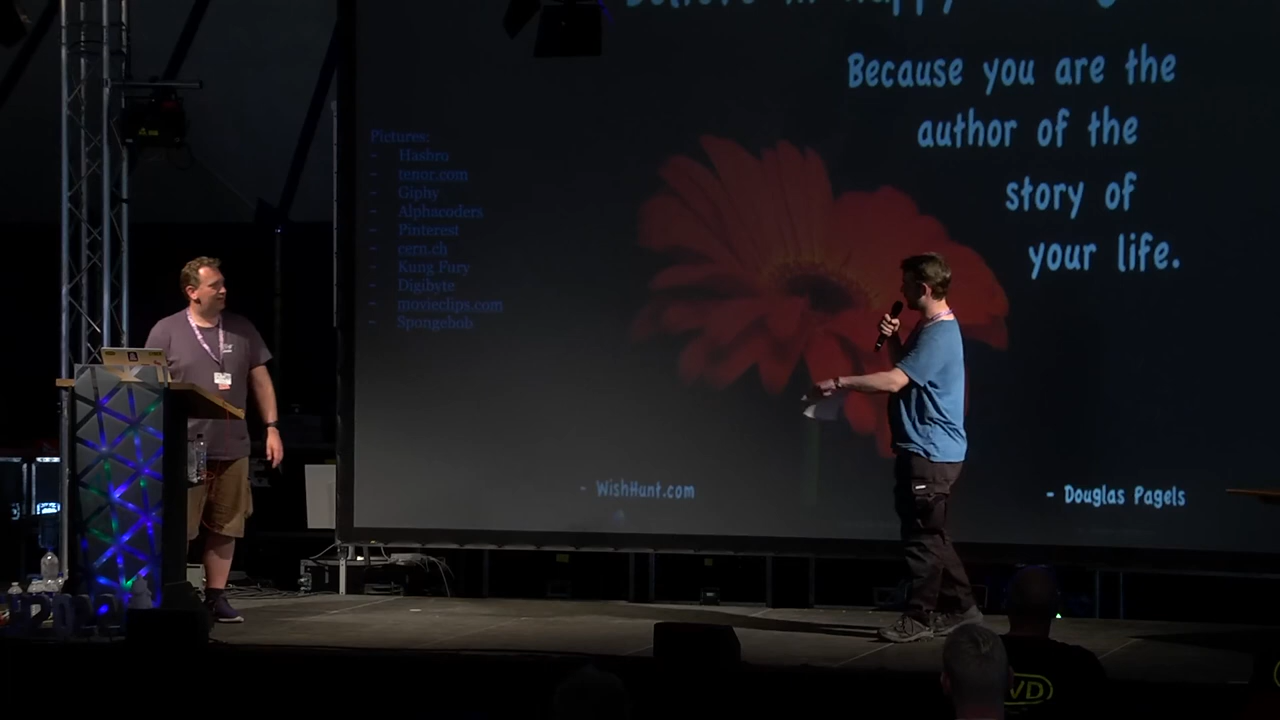 Because you are the
author of the
story of
your life.
Pictures:
- Hasbro
- tenor.com
- Giphy
- Alphacoders
- Pinterest
- cern.ch
- Kung Fury
- Digibyte
- movieclips.com
- Spongebob
- WishHunt.com
- Douglas Pagels